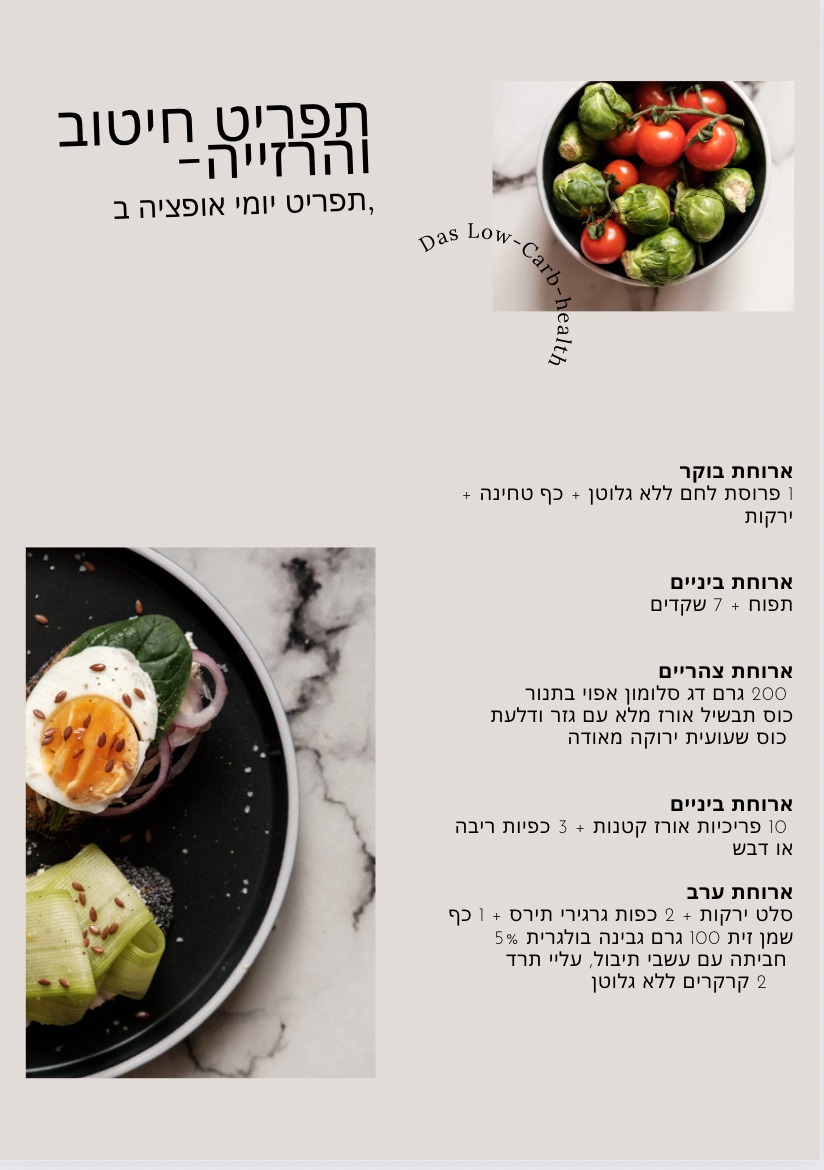 תפריט חיטוב
והרזייה-
תפריט יומי אופציה ב,
Das Low-Carb-health
ארוחת בוקר
1 פרוסת לחם ללא גלוטן + כף טחינה +
ירקות
ארוחת ביניים
תפוח + 7 שקדים
ארוחת צהריים
200 גרם דג סלומון אפוי בתנור
כוס תבשיל אורז מלא עם גזר ודלעת
כוס שעועית ירוקה מאודה
ארוחת ביניים
10 פריכיות אורז קטנות + 3 כפיות ריבה
או דבש
ארוחת ערב
סלט ירקות + 2 כפות גרגירי תירס + 1 כף
שמן זית 100 גרם גבינה בולגרית 5%
חביתה עם עשבי תיבול, עליי תרד
2 קרקרים ללא גלוטן